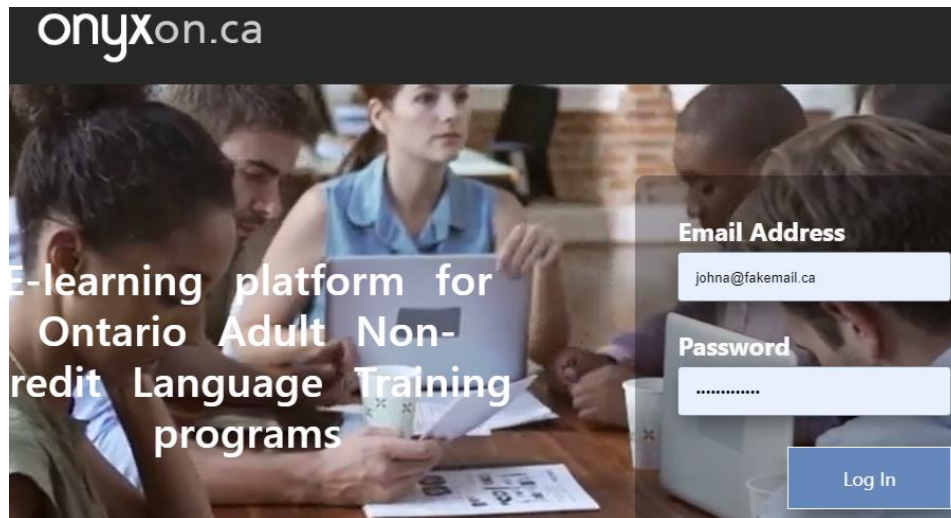 onyxon.ca
E-learning platform for
Ontario Adult Non-
redit Language Training
programs
Email Address
johna@fakemail.ca
Password
•••••••••••••
Log In